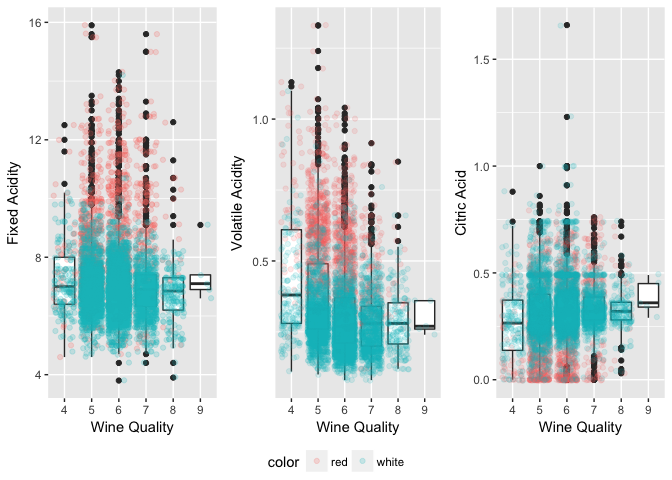 Fixed Acidity
16
12
8
4
4 5 6 7 8 9
Wine Quality
Volatile Acidity
1.0
0.5
4 5 6 7 8 9
Wine Quality
Citric Acid
1.5
1.0
0.5
0.0
4 5 6 7 8 9
Wine Quality
color red white